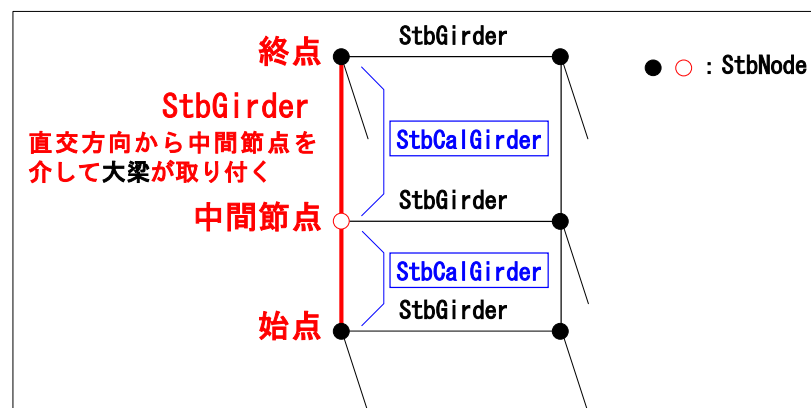 StbGirder
終点
● ○ : StbNode
StbGirder
直交方向から中間節点を
介して大梁が取り付く
StbCalGirder
StbGirder
中間節点
StbCalGirder
StbGirder
始点